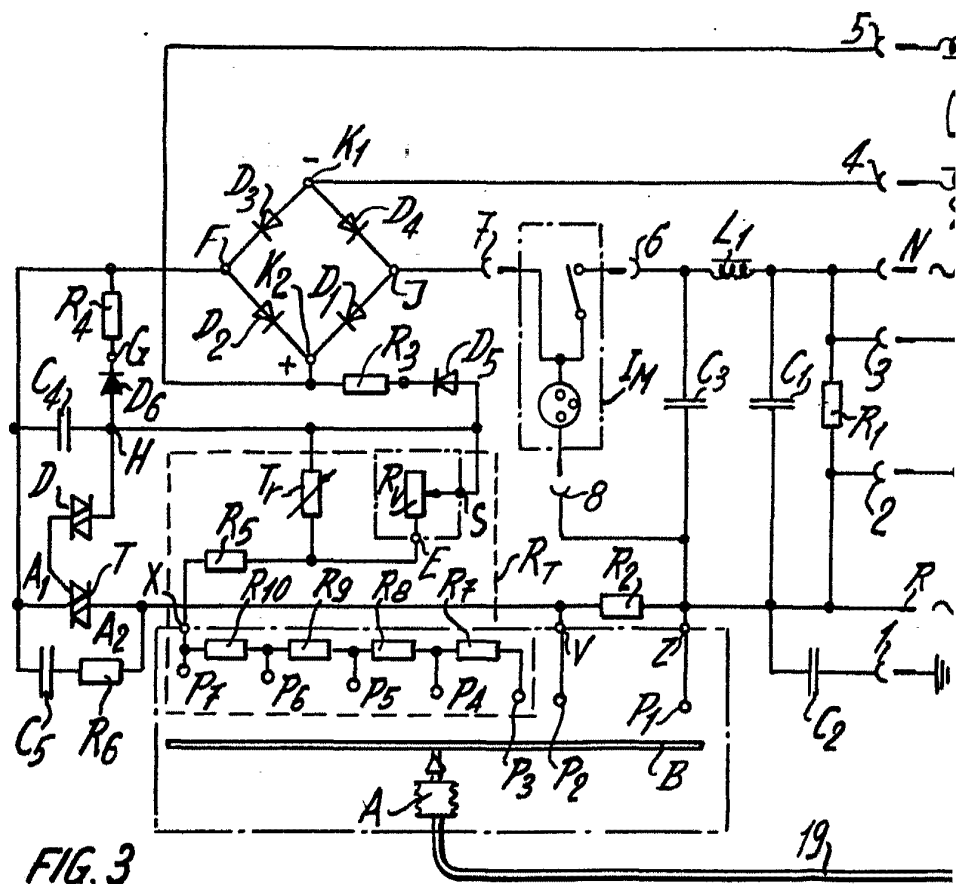 5
4
- K1
D3 D4
7 6 L1 N
F K2 D1 J
R4 D2 + R3 D5
G
C4 D6 IM C3 C1 3
R1
H
D Tr Rv S 8 2
R5
E RT
A1 T X R10 R9 R8 R7 R2 R
A2 V Z 1
P7 P6 P5 P4 P1
C5 R6 P3 P2 B C2
A
19
FIG. 3